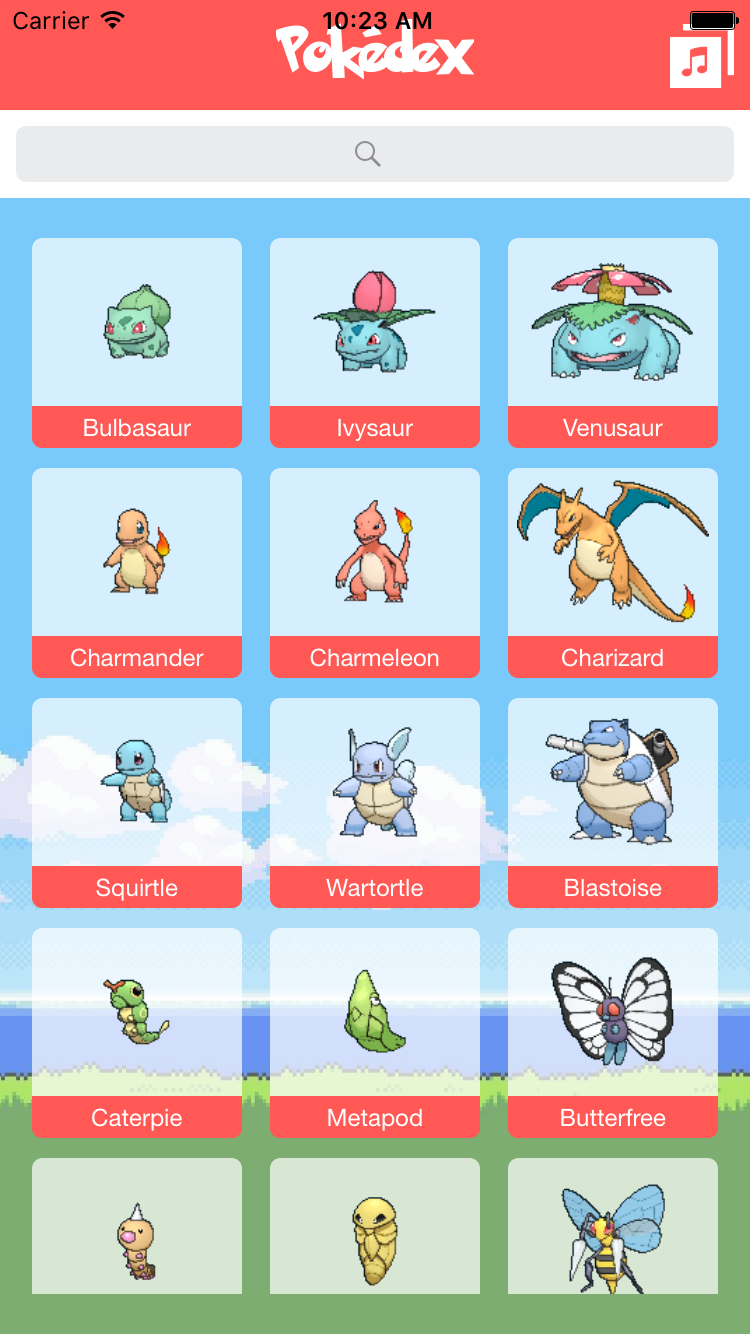 Carrier 10:23 AM
Pokédex
Bulbasaur Ivysaur Venusaur
Charmander Charmeleon Charizard
Squirtle Wartortle Blastoise
Caterpie Metapod Butterfree